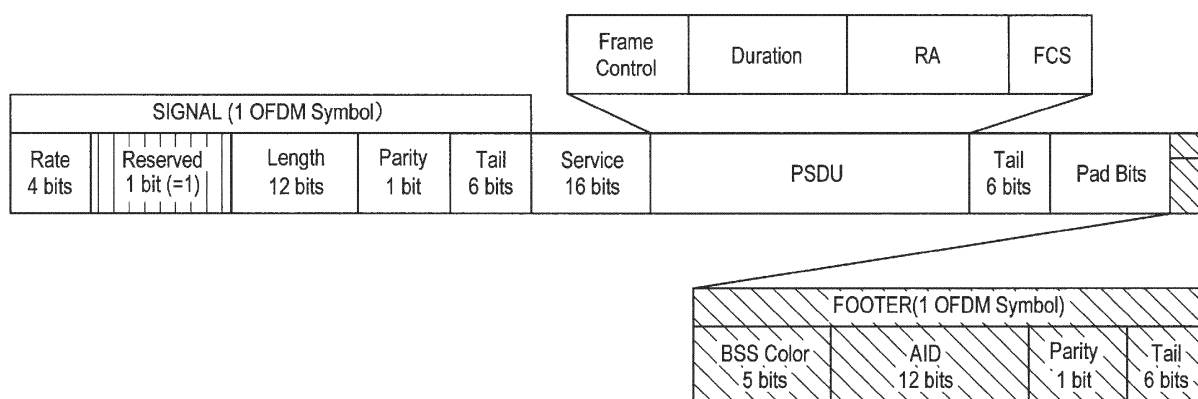 Frame
Control
Duration
RA
FCS
SIGNAL (1 OFDM Symbol)
Rate
4 bits
Reserved
1 bit (=1)
Length
12 bits
Parity
1 bit
Tail
6 bits
Service
16 bits
PSDU
Tail
6 bits
Pad Bits
FOOTER(1 OFDM Symbol)
BSS Color
5 bits
AID
12 bits
Parity
1 bit
Tail
6 bits